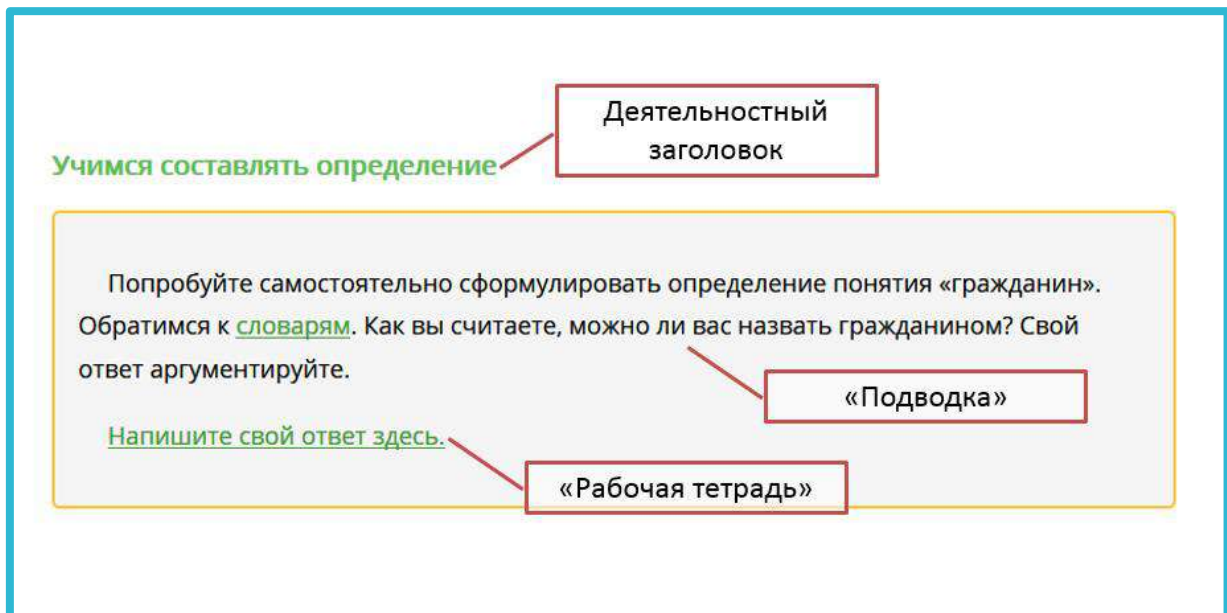 Деятельностный
заголовок
Учимся составлять определение
Попробуйте самостоятельно сформулировать определение понятия «гражданин».
Обратимся к словарям. Как вы считаете, можно ли вас назвать гражданином? Свой
ответ аргументируйте.
«Подводка»
Напишите свой ответ здесь.
«Рабочая тетрадь»